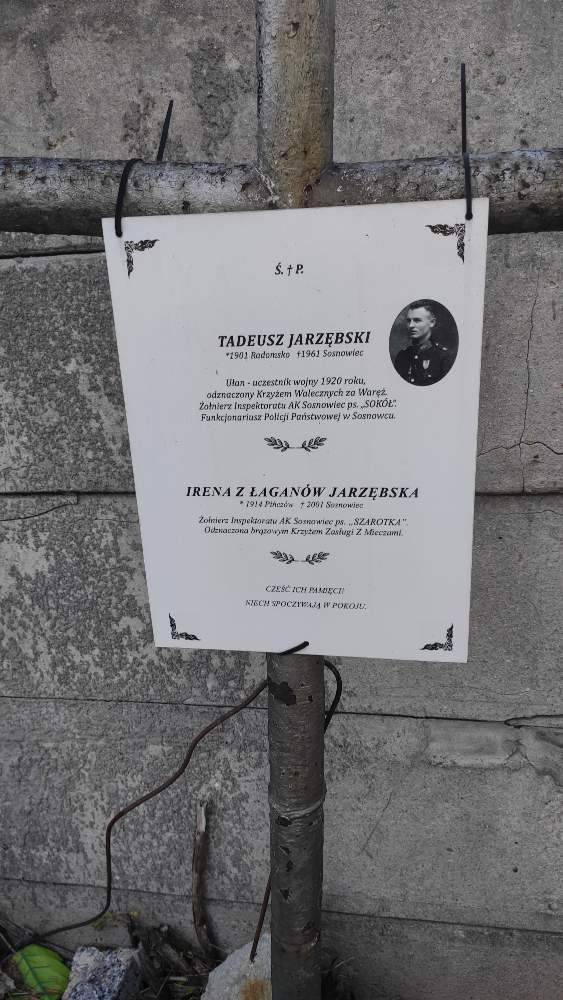 Ś. † P.
TADEUSZ JARZĘBSKI
*1901 Radomsko †1961 Sosnowiec
Ułan - uczestnik wojny 1920 roku,
odznaczony Krzyżem Walecznych za Waręż.
Żołnierz Inspektoratu AK Sosnowiec ps. „SOKÓŁ".
Funkcjonariusz Policji Państwowej w Sosnowcu.
IRENA Z ŁAGANÓW JARZĘBSKA
* 1914 Pińczów † 2001 Sosnowiec
Żołnierz Inspektoratu AK Sosnowiec ps. „SZAROTKA".
Odznaczona brązowym Krzyżem Zasługi Z Mieczami.
CZEŚĆ ICH PAMIĘCI!
NIECH SPOCZYWAJĄ W POKOJU.